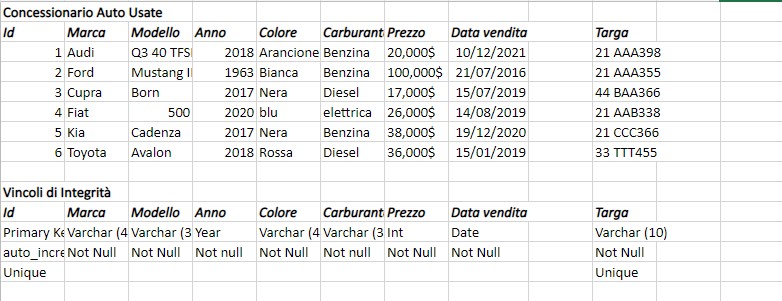 Concessionario Auto Usate
Id Marca Modello Anno Colore Carburant Prezzo Data vendita Targa
1 Audi Q3 40 TFS 2018 Arancione Benzina 20,000$ 10/12/2021 21 AAA398
2 Ford Mustang I 1963 Bianca Benzina 100,000$ 21/07/2016 21 AAA355
3 Cupra Born 2017 Nera Diesel 17,000$ 15/07/2019 44 BAA366
4 Fiat 500 2020 blu elettrica 26,000$ 14/08/2019 21 AAB338
5 Kia Cadenza 2017 Nera Benzina 38,000$ 19/12/2020 21 CCC366
6 Toyota Avalon 2018 Rossa Diesel 36,000$ 15/01/2019 33 TTT455
Vincoli di Integrità
Id Marca Modello Anno Colore Carburant Prezzo Data vendita Targa
Primary Ke Varchar (4 Varchar (3 Year Varchar (4 Varchar (3 Int Date Varchar (10)
auto_incre Not Null Not Null Not null Not Null Not null Not Null Not Null Not Null
Unique Unique